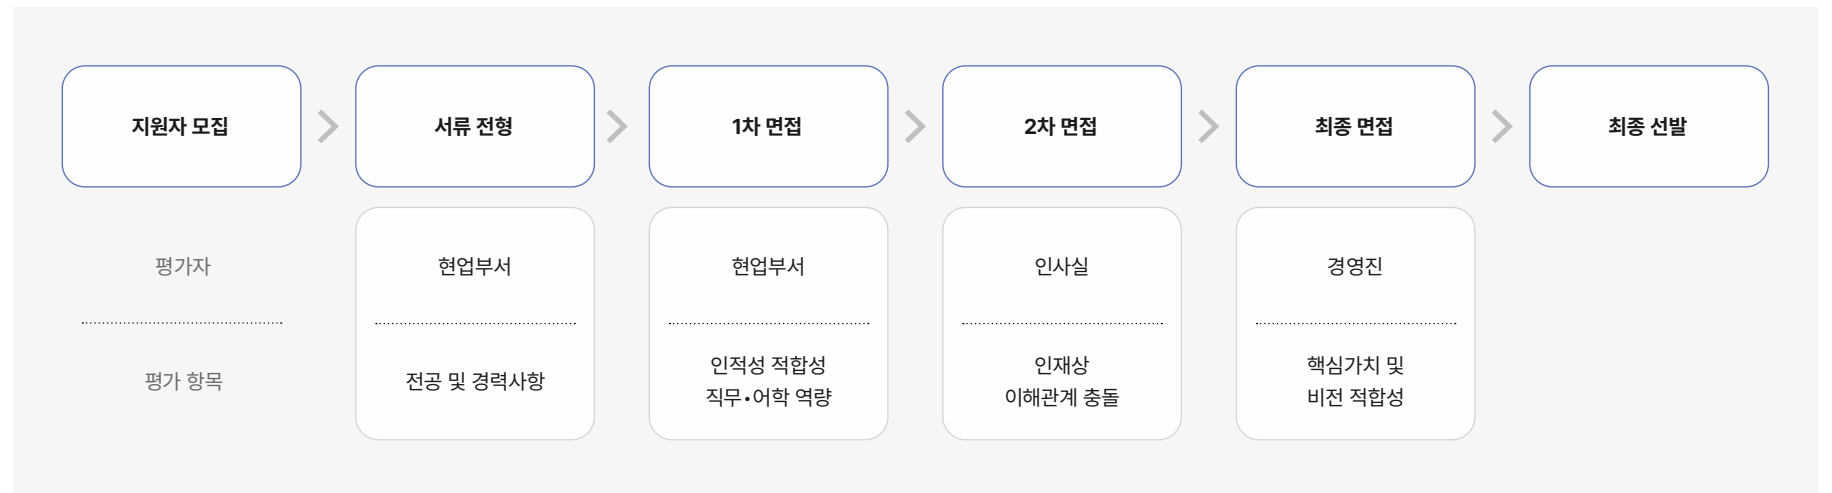 지원자 모집
서류 전형
1차 면접
2차 면접
최종 면접
최종 선발
평가자
현업부서
현업부서
인사실
경영진
평가 항목
전공 및 경력사항
인적성 적합성
직무•어학 역량
인재상
이해관계 충돌
핵심가치 및
비전 적합성